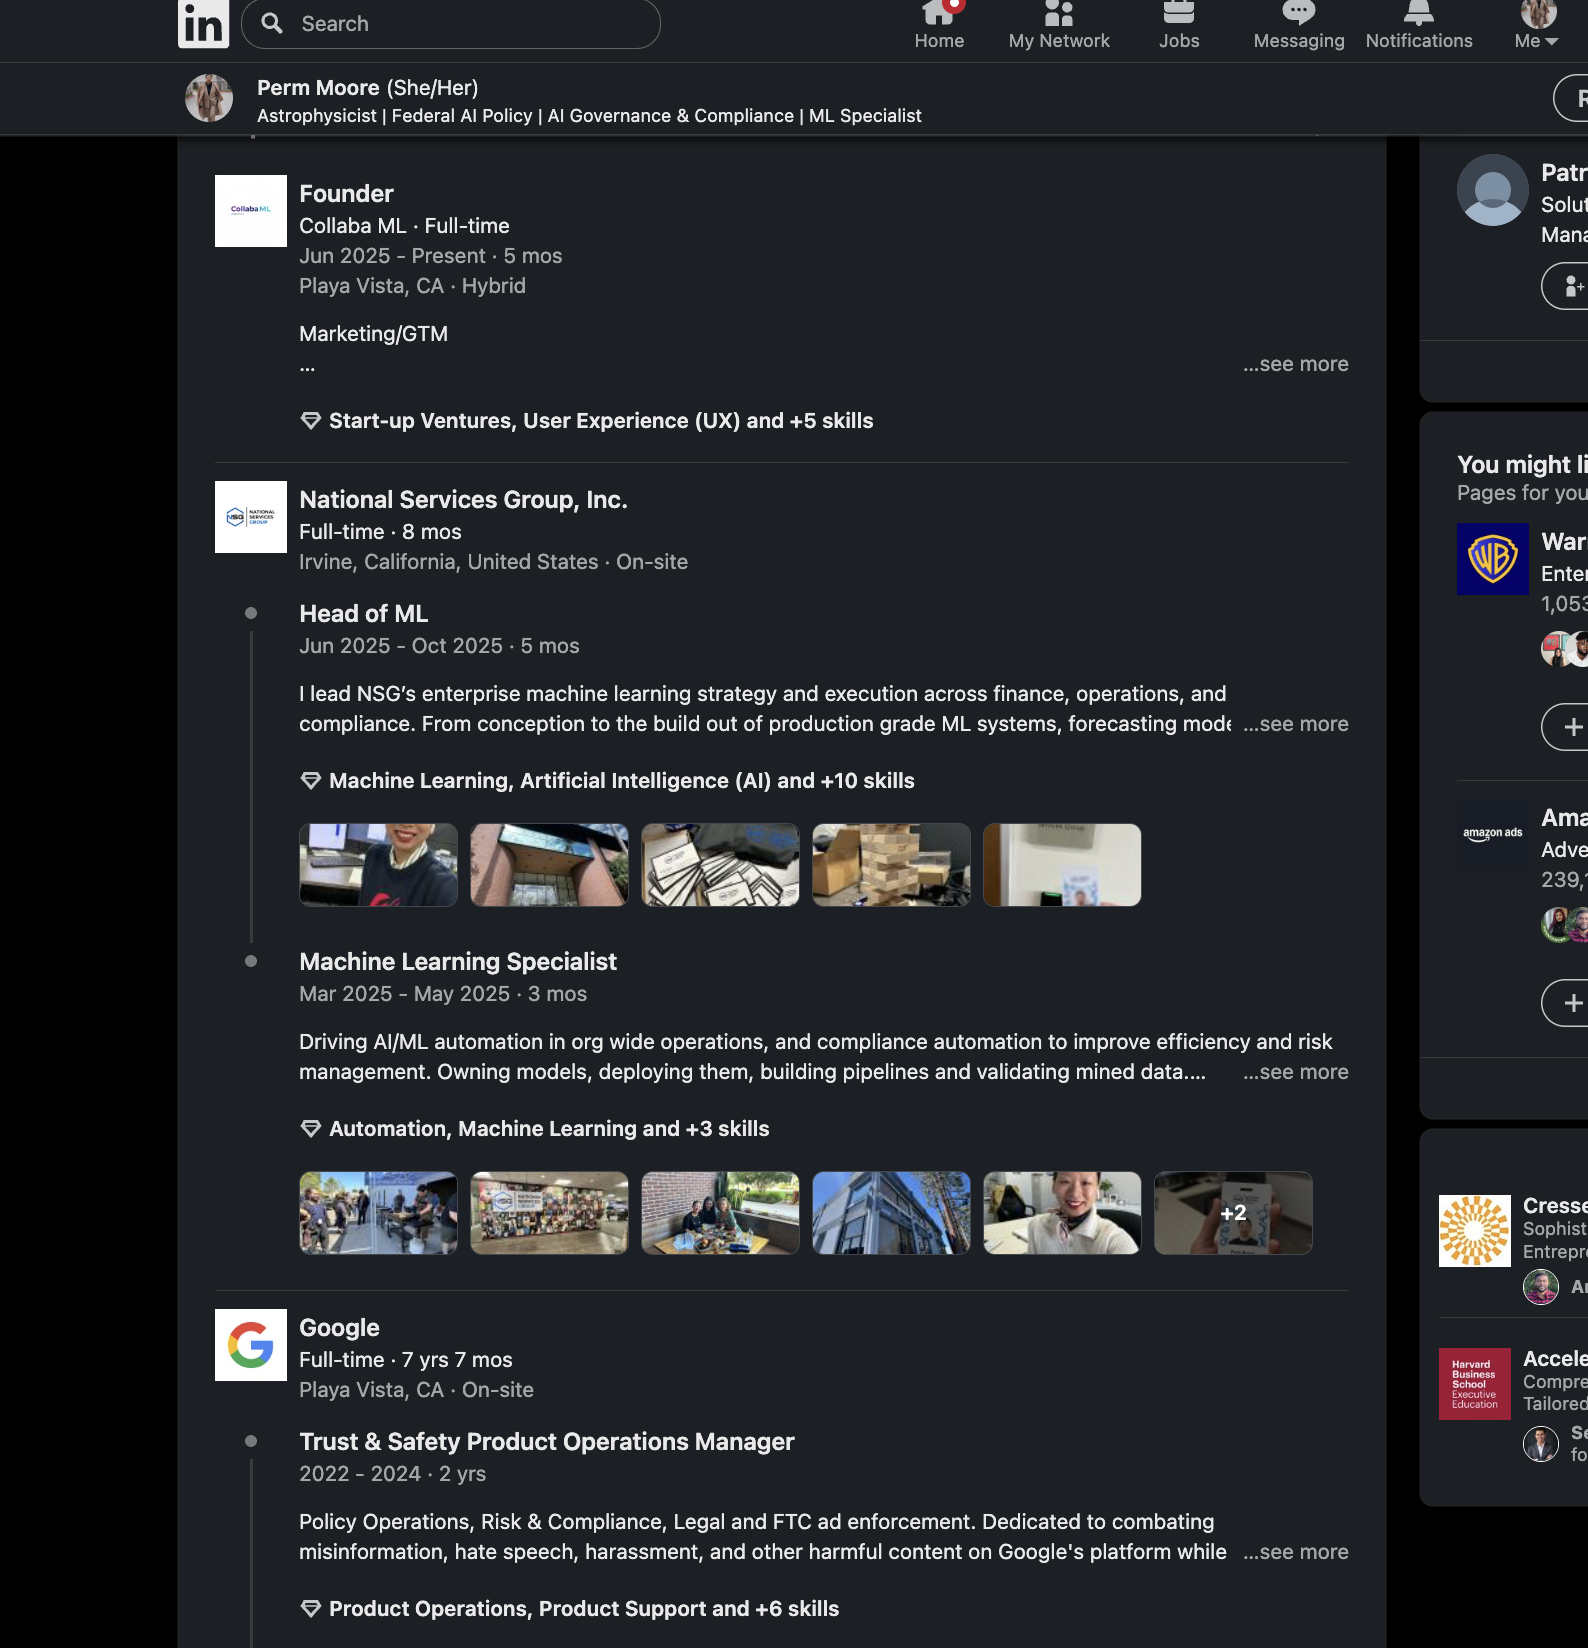 in
Search
Home
My Network
Jobs
Messaging
Notifications
Me
Perm Moore (She/Her)
Astrophysicist | Federal AI Policy | AI Governance & Compliance | ML Specialist
Collaba ML
Founder
Collaba ML · Full-time
Jun 2025 - Present · 5 mos
Playa Vista, CA · Hybrid
Marketing/GTM
...
...see more
Start-up Ventures, User Experience (UX) and +5 skills
NSG NATIONAL
SERVICES
GROUP
National Services Group, Inc.
Full-time · 8 mos
Irvine, California, United States · On-site
Head of ML
Jun 2025 - Oct 2025 · 5 mos
I lead NSG’s enterprise machine learning strategy and execution across finance, operations, and
compliance. From conception to the build out of production grade ML systems, forecasting mode ...see more
Machine Learning, Artificial Intelligence (AI) and +10 skills
Machine Learning Specialist
Mar 2025 - May 2025 · 3 mos
Driving AI/ML automation in org wide operations, and compliance automation to improve efficiency and risk
management. Owning models, deploying them, building pipelines and validating mined data.... ...see more
Automation, Machine Learning and +3 skills
NSG
+2
Google
Full-time · 7 yrs 7 mos
Playa Vista, CA · On-site
Trust & Safety Product Operations Manager
2022 - 2024 · 2 yrs
Policy Operations, Risk & Compliance, Legal and FTC ad enforcement. Dedicated to combating
misinformation, hate speech, harassment, and other harmful content on Google's platform while ...see more
Product Operations, Product Support and +6 skills
R
Patr
Solut
Mana
You might li
Pages for you
WB
War
Enter
1,053
+
amazon ads
Ama
Adve
239,1
+
Cresse
Sophist
Entrepre
Ar
Harvard
Business
School
Executive
Education
Accele
Compre
Tailored
Se
fo